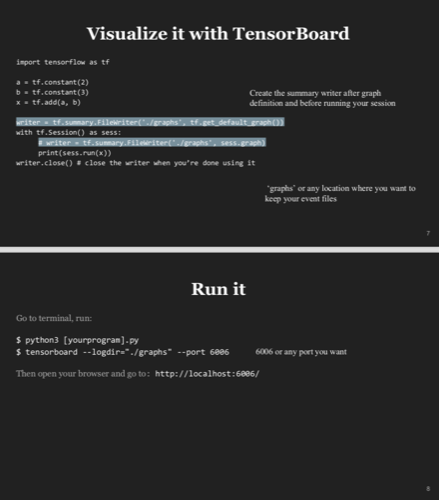 Visualize it with TensorBoard
import tensorflow as tf
a = tf.constant(2)
b = tf.constant(3)
x = tf.add(a, b)
Create the summary writer after graph
definition and before running your session
writer = tf.summary.FileWriter('./graphs', tf.get_default_graph())
with tf.Session() as sess:
# writer = tf.summary.FileWriter('./graphs', sess.graph)
print(sess.run(x))
writer.close() # close the writer when you're done using it
'graphs' or any location where you want to
keep your event files
7
Run it
Go to terminal, run:
$ python3 [yourprogram].py
$ tensorboard --logdir="./graphs" --port 6006
6006 or any port you want
Then open your browser and go to: http://localhost:6006/
8